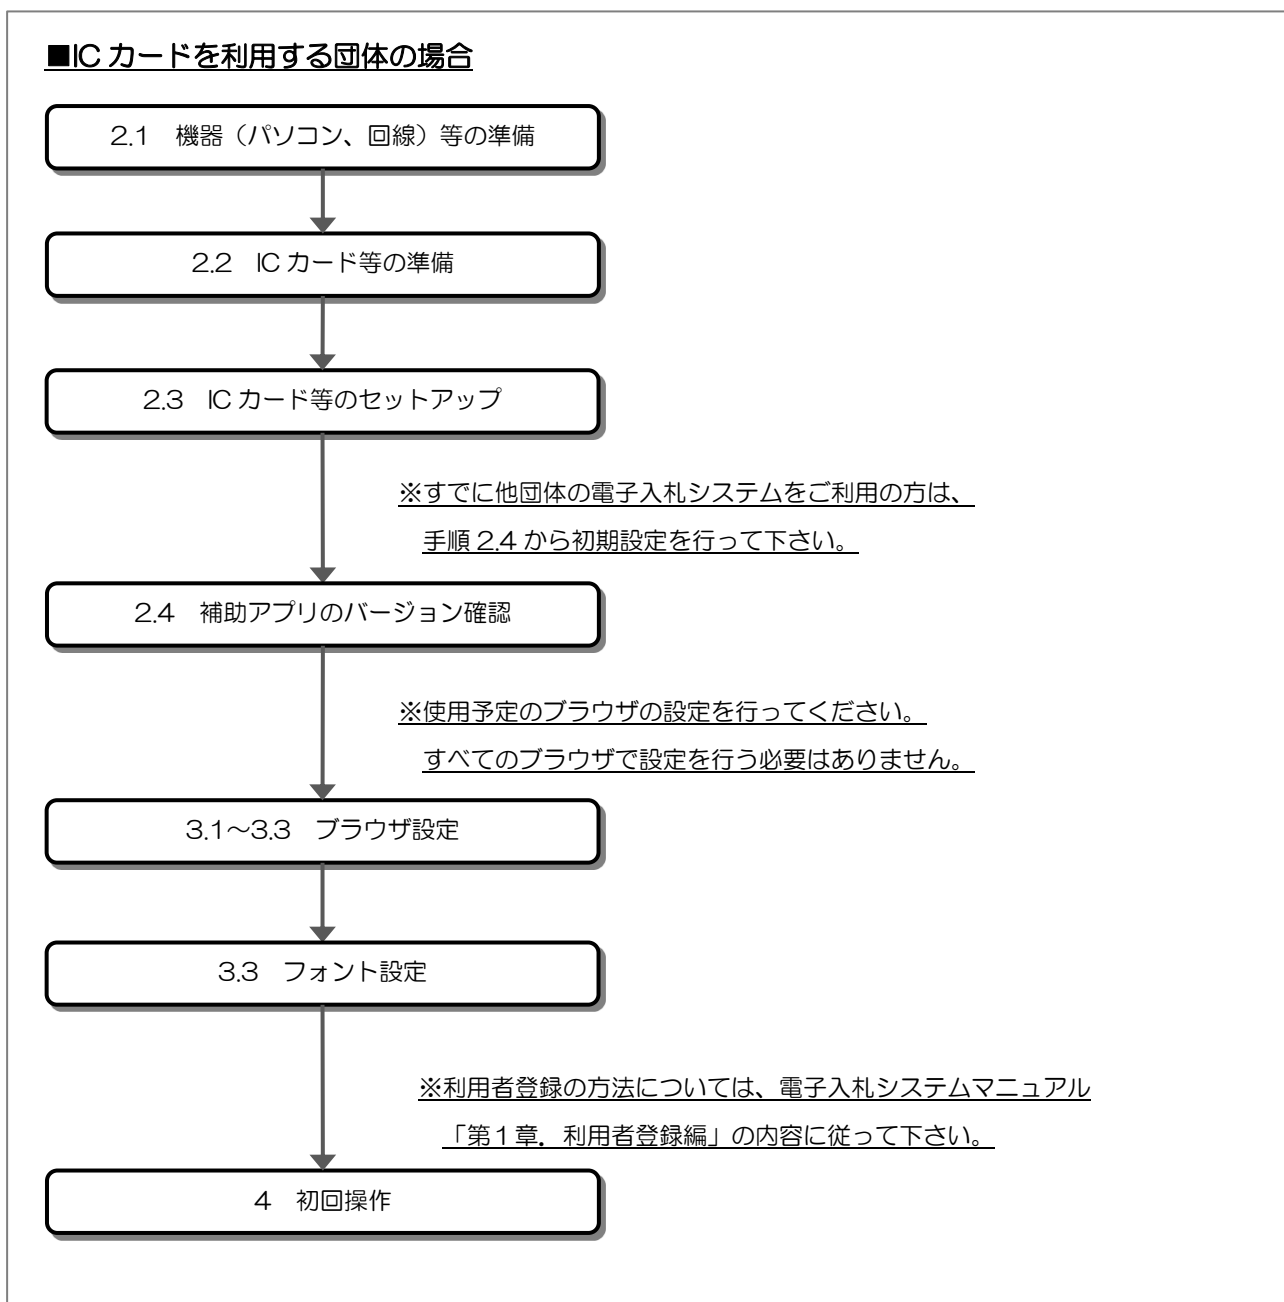 ■IC カードを利用する団体の場合
2.1　機器（パソコン、回線）等の準備
2.2　IC カード等の準備
2.3　IC カード等のセットアップ
※すでに他団体の電子入札システムをご利用の方は、
手順 2.4 から初期設定を行って下さい。
2.4　補助アプリのバージョン確認
※使用予定のブラウザの設定を行ってください。
すべてのブラウザで設定を行う必要はありません。
3.1～3.3　ブラウザ設定
3.3　フォント設定
※利用者登録の方法については、電子入札システムマニュアル
「第１章．利用者登録編」の内容に従って下さい。
4　初回操作